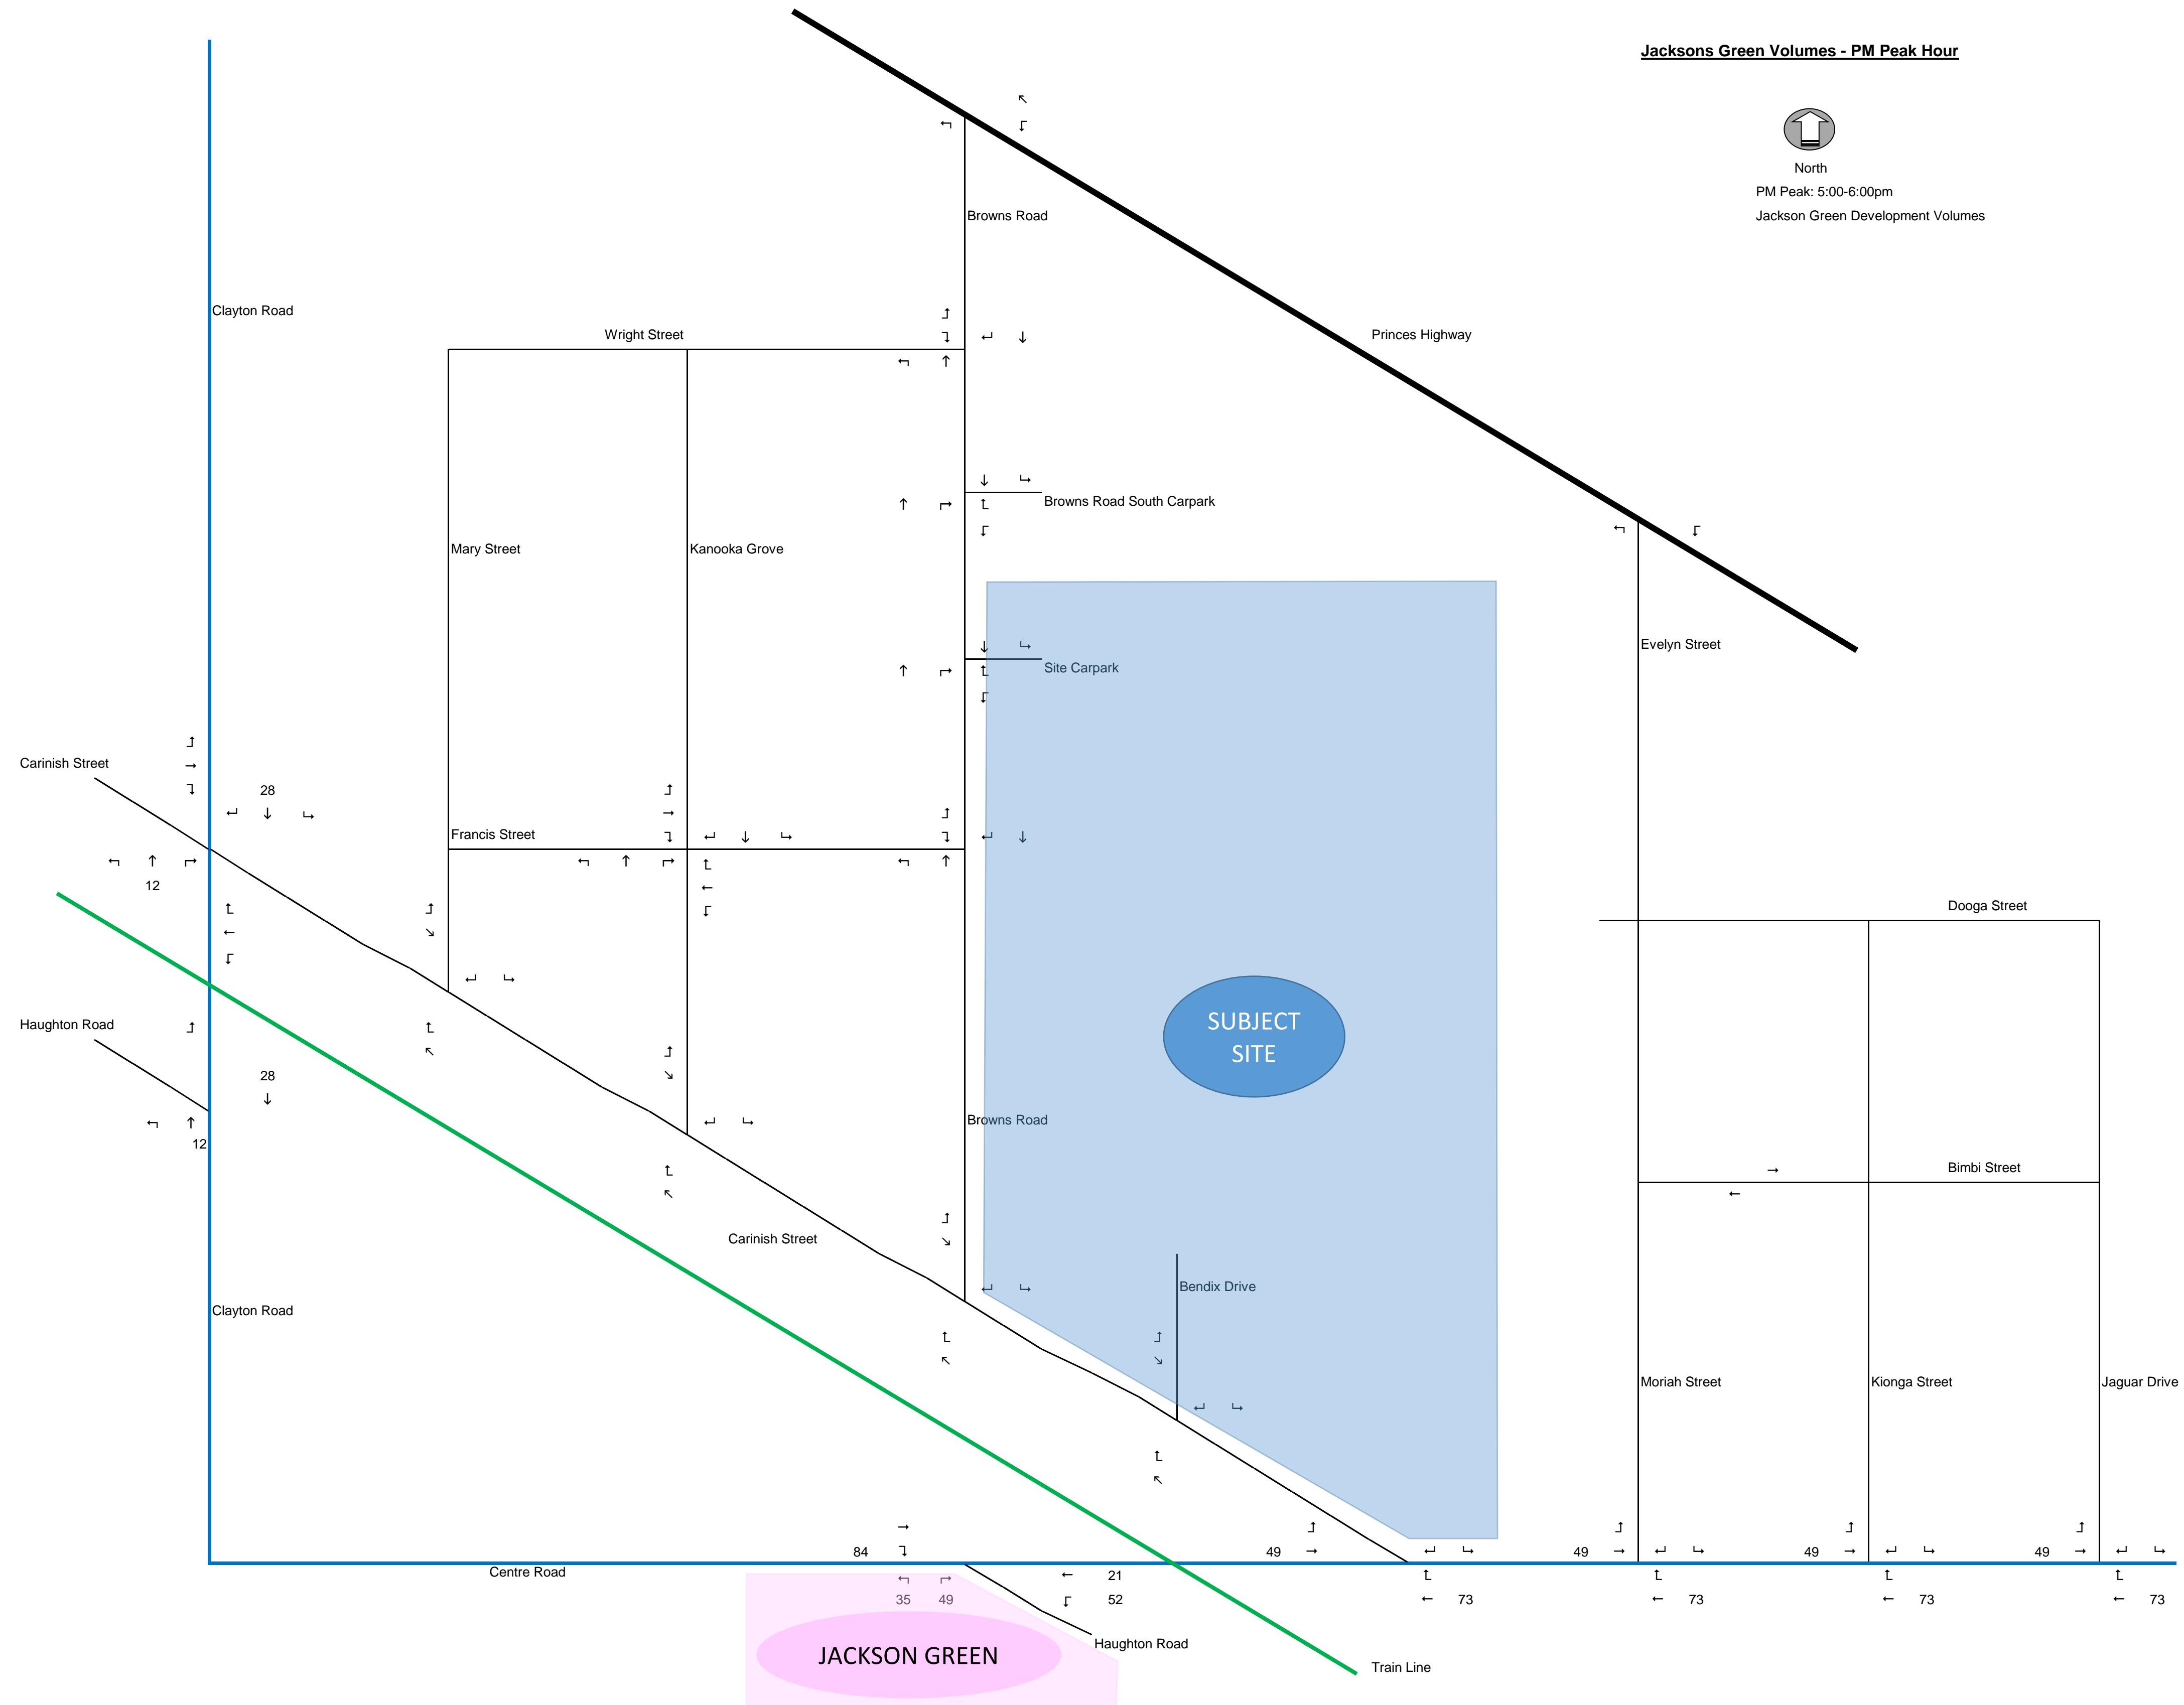 Jacksons Green Volumes - PM Peak Hour
North
PM Peak: 5:00-6:00pm
Jackson Green Development Volumes
Browns Road
Clayton Road
Wright Street
Princes Highway
Browns Road South Carpark
Mary Street
Kanooka Grove
Evelyn Street
Site Carpark
Carinish Street
28
Francis Street
12
Dooga Street
SUBJECT
SITE
Haughton Road
28
Browns Road
12
Bimbi Street
Carinish Street
Bendix Drive
Clayton Road
Moriah Street
Kionga Street
Jaguar Drive
84
49
49
49
49
Centre Road
21
35
49
52
73
73
73
73
JACKSON GREEN
Haughton Road
Train Line